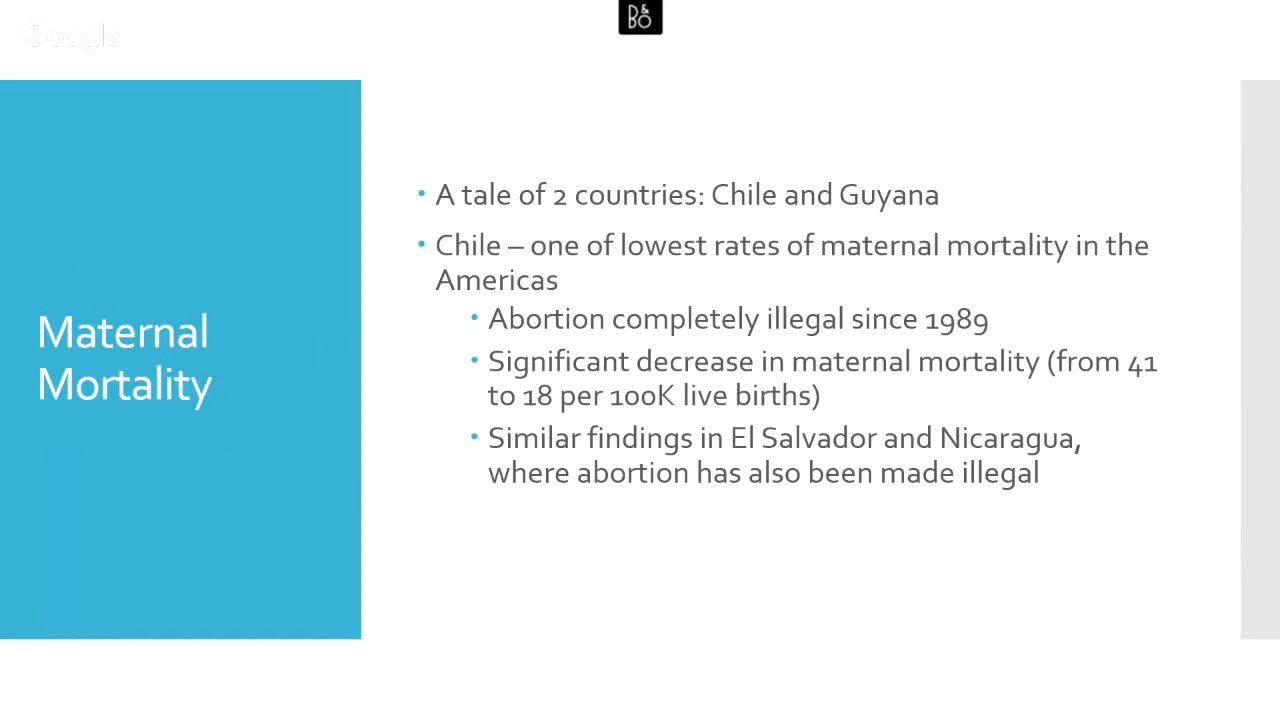 Google
D&
BO
• A tale of 2 countries: Chile and Guyana
• Chile – one of lowest rates of maternal mortality in the
Americas
• Abortion completely illegal since 1989
• Significant decrease in maternal mortality (from 41
to 18 per 100K live births)
• Similar findings in El Salvador and Nicaragua,
where abortion has also been made illegal
Maternal
Mortality